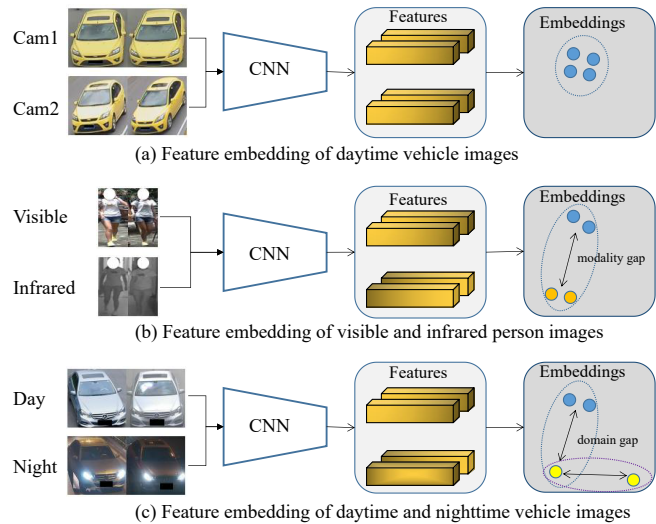 Cam1
Cam2
CNN
Features
Embeddings
(a) Feature embedding of daytime vehicle images
Visible
Infrared
CNN
Features
Embeddings
modality gap
(b) Feature embedding of visible and infrared person images
Day
Night
CNN
Features
Embeddings
domain gap
(c) Feature embedding of daytime and nighttime vehicle images